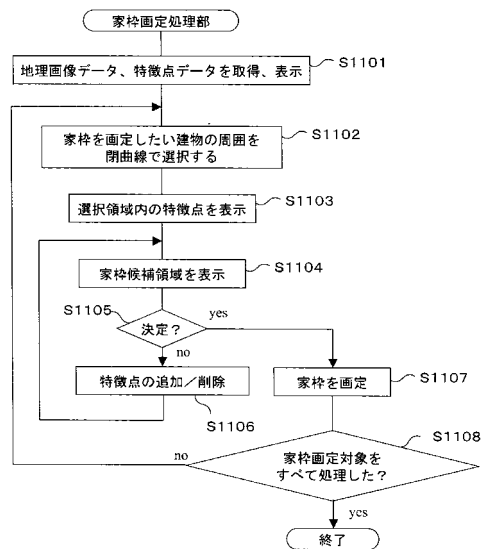 家枠画定処理部
地理画像データ、特徴点データを取得、表示
S1101
家枠を画定したい建物の周囲を
閉曲線で選択する
S1102
選択領域内の特徴点を表示
S1103
家枠候補領域を表示
S1104
S1105
決定？
yes
no
特徴点の追加／削除
S1106
家枠を画定
S1107
家枠画定対象を
すべて処理した？
S1108
no
yes
終了